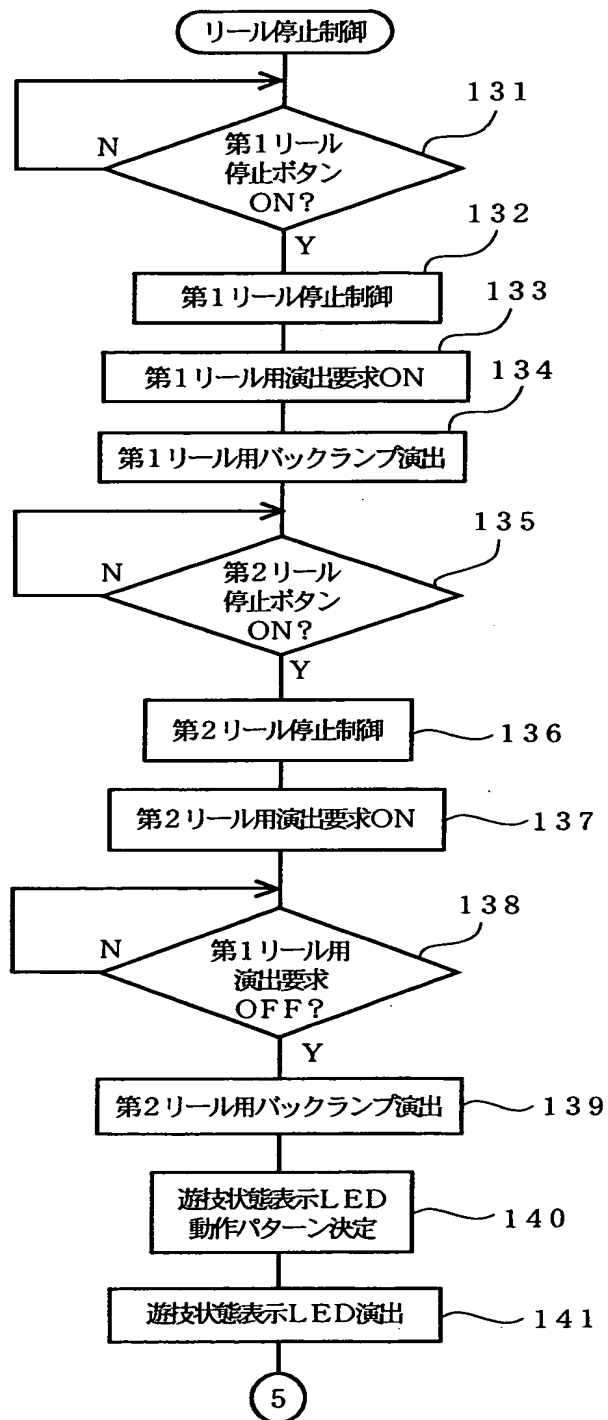 リール停止制御
131
第1リール
停止ボタン
ON?
N
Y
132
第1リール停止制御
133
第1リール用演出要求ON
134
第1リール用バックランプ演出
135
第2リール
停止ボタン
ON?
N
Y
第2リール停止制御
136
第2リール用演出要求ON
137
138
第1リール用
演出要求
OFF?
N
Y
第2リール用バックランプ演出
139
遊技状態表示LED
動作パターン決定
140
遊技状態表示LED演出
141
5